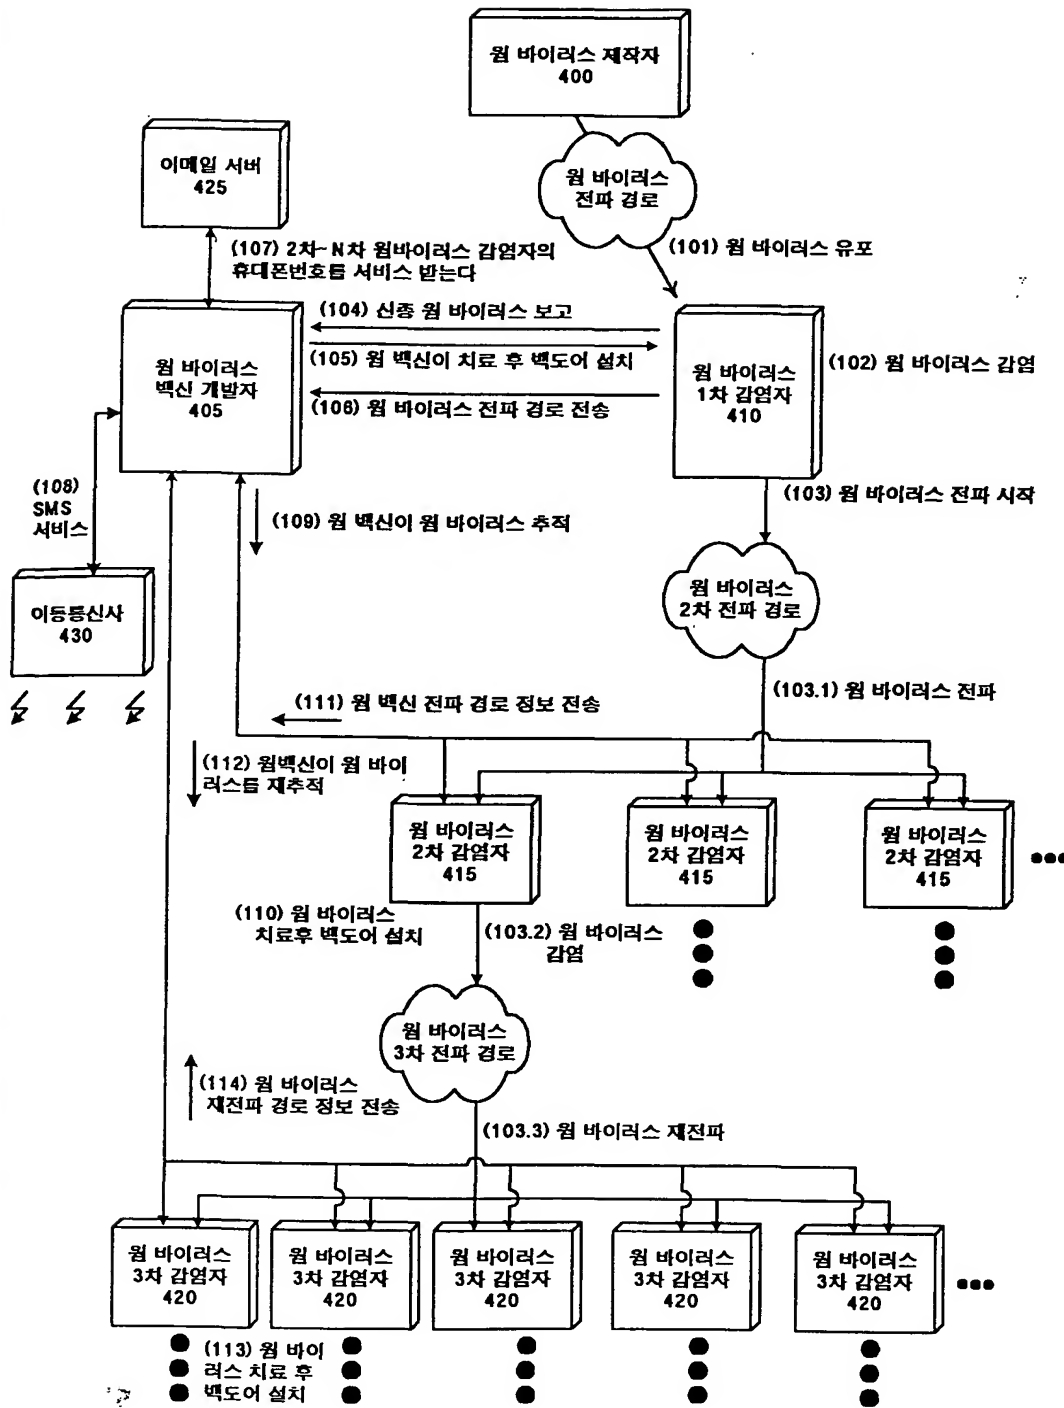 웜 바이러스 제작자
400
이메일 서버
425
웜 바이러스
전파 경로
(101) 웜 바이러스 유포
(107) 2차~N차 웜바이러스 감염자의
휴대폰번호를 서비스 받는다
(104) 신종 웜 바이러스 보고
(105) 웜 백신이 치료 후 백도어 설치
(106) 웜 바이러스 전파 경로 전송
웜 바이러스
백신 개발자
405
웜 바이러스
1차 감염자
410
(102) 웜 바이러스 감염
(103) 웜 바이러스 전파 시작
(108)
SMS
서비스
(109) 웜 백신이 웜 바이러스 추적
이동통신사
430
웜 바이러스
2차 전파 경로
(103.1) 웜 바이러스 전파
(111) 웜 백신 전파 경로 정보 전송
(112) 웜백신이 웜 바이
러스를 재추적
웜 바이러스
2차 감염자
415
웜 바이러스
2차 감염자
415
웜 바이러스
2차 감염자
415
(110) 웜 바이러스
치료후 백도어 설치
(103.2) 웜 바이러스
감염
웜 바이러스
3차 전파 경로
(114) 웜 바이러스
재전파 경로 정보 전송
(103.3) 웜 바이러스 재전파
웜 바이러스
3차 감염자
420
웜 바이러스
3차 감염자
420
웜 바이러스
3차 감염자
420
웜 바이러스
3차 감염자
420
웜 바이러스
3차 감염자
420
(113) 웜 바이
러스 치료 후
백도어 설치